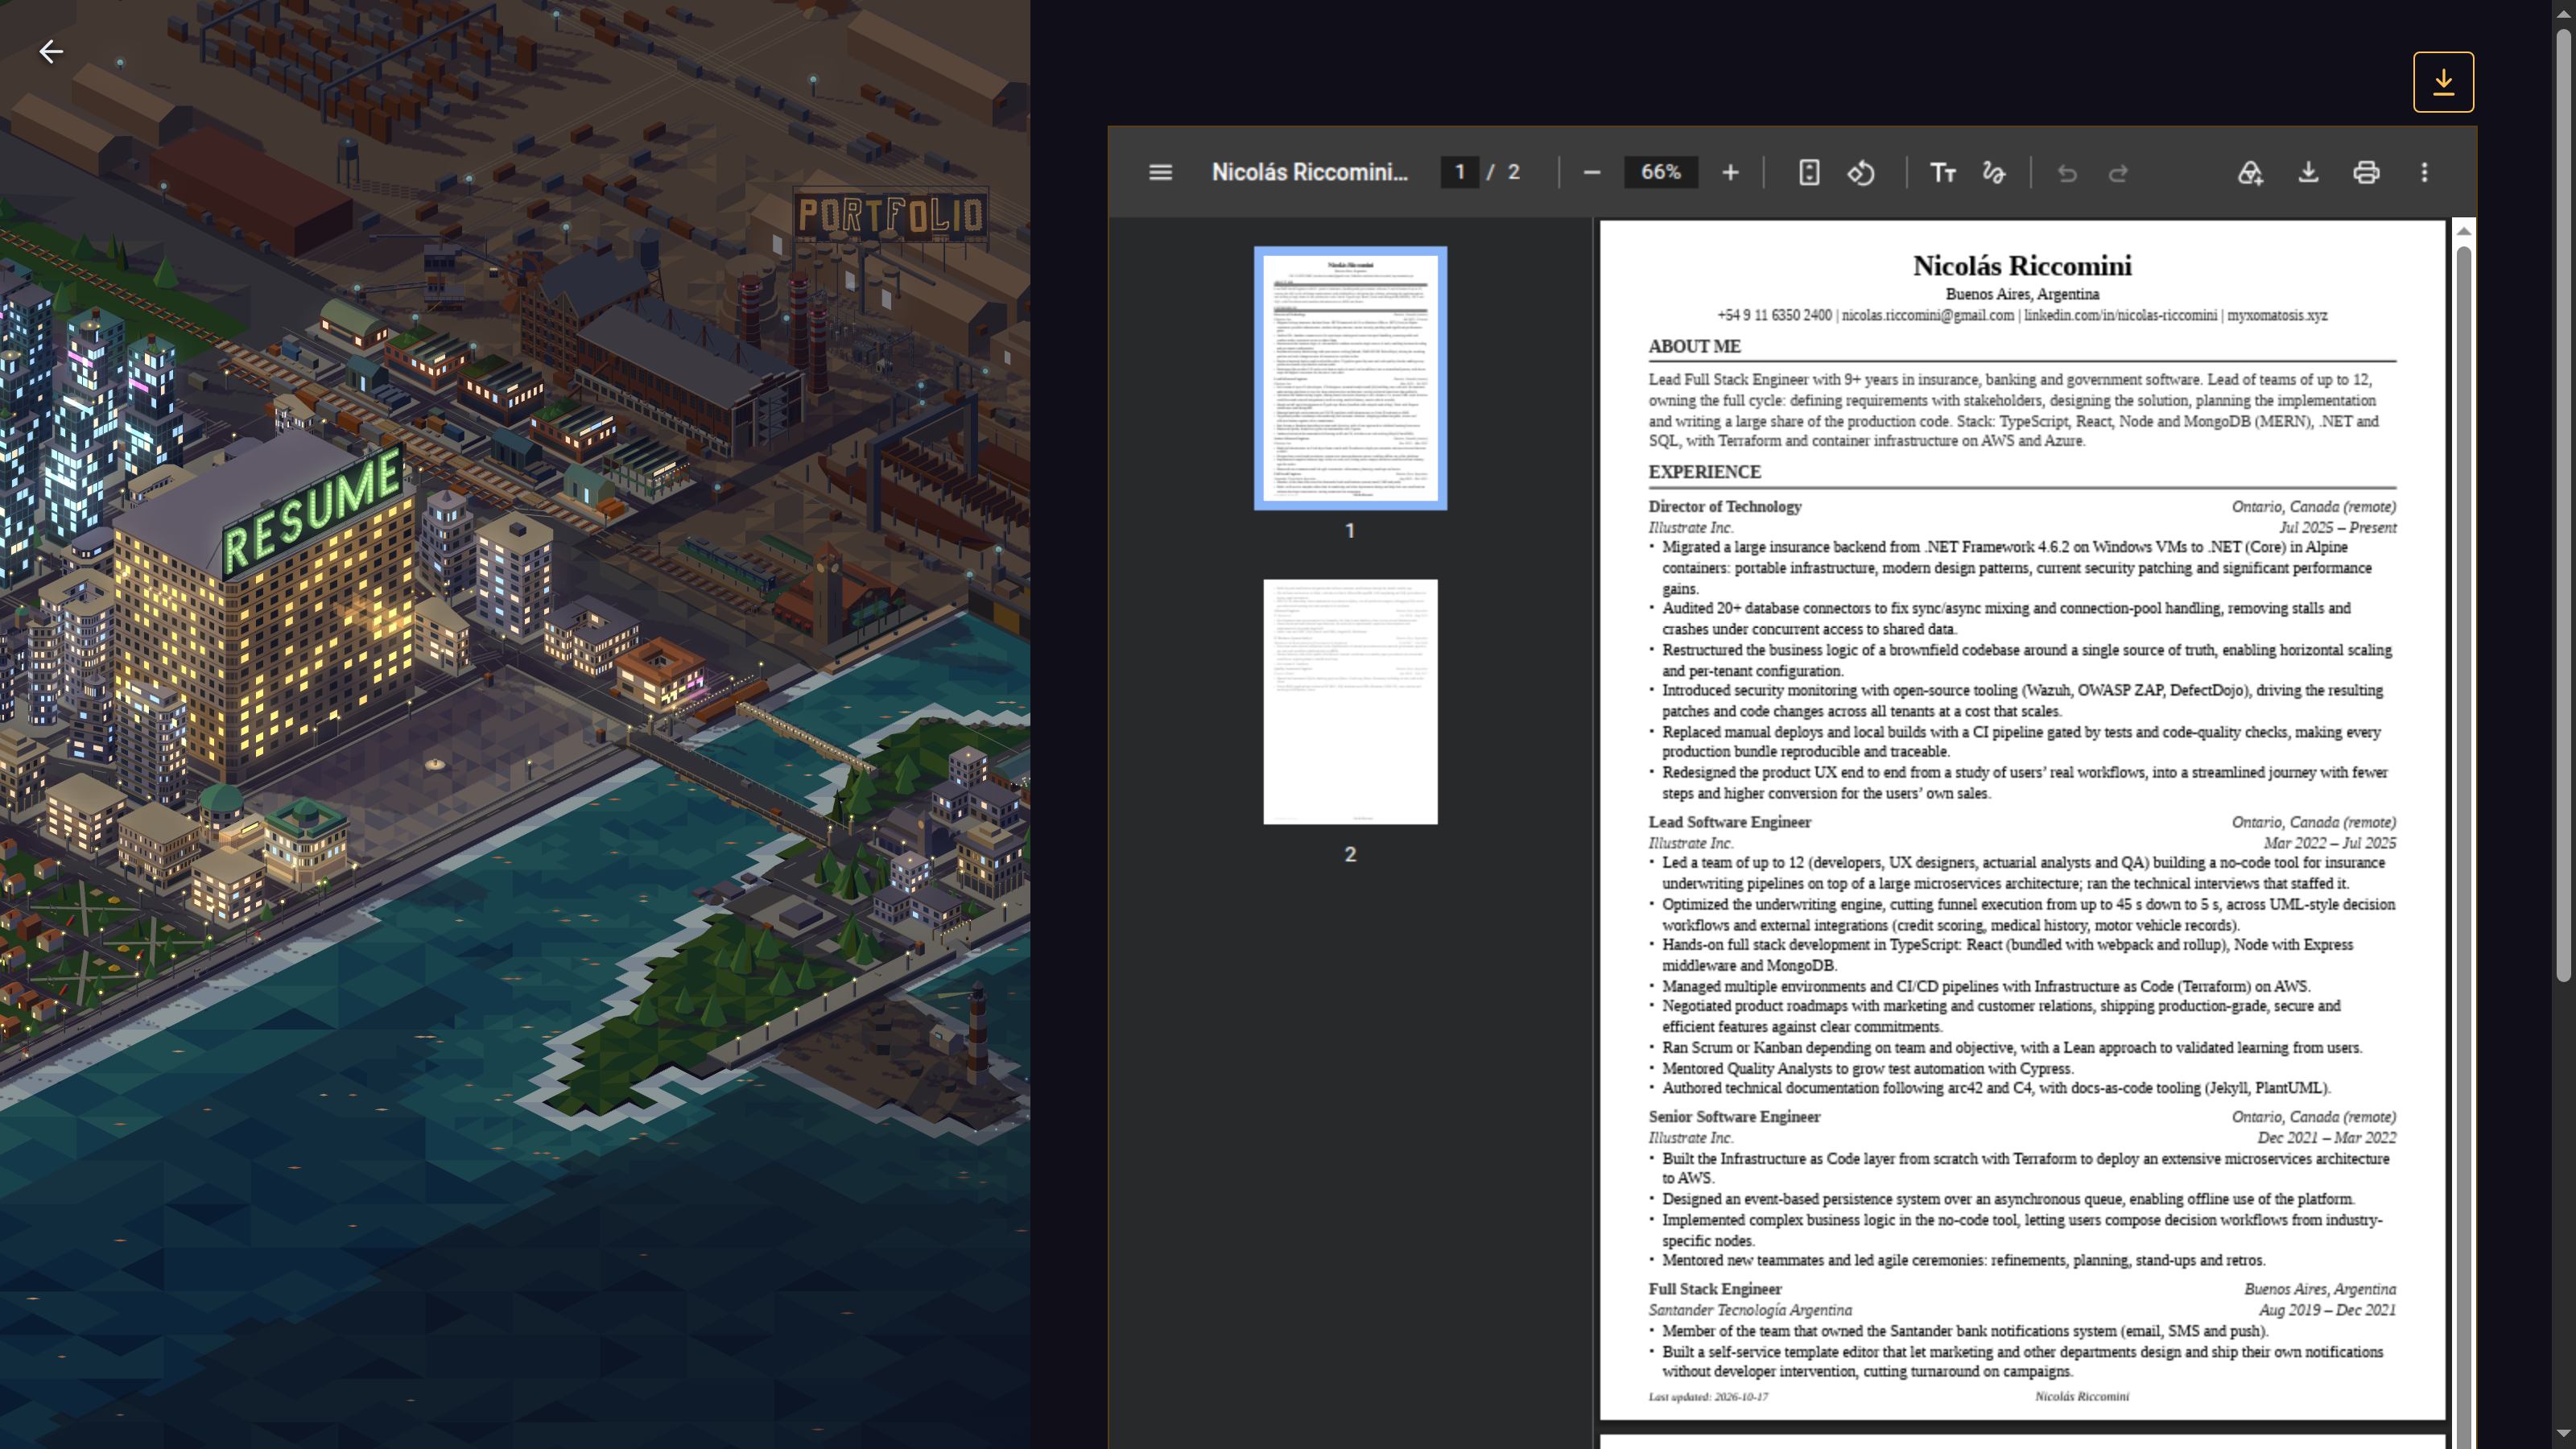 PORTFOLIO
RESUME
Nicolás Riccomini...
1 / 2
66%
1
2
Nicolás Riccomini
Buenos Aires, Argentina
+54 9 11 6350 2400 | nicolas.riccomini@gmail.com | linkedin.com/in/nicolas-riccomini | myxomatosis.xyz
ABOUT ME
Lead Full Stack Engineer with 9+ years in insurance, banking and government software. Lead of teams of up to 12,
owning the full cycle: defining requirements with stakeholders, designing the solution, planning the implementation
and writing a large share of the production code. Stack: TypeScript, React, Node and MongoDB (MERN), .NET and
SQL, with Terraform and container infrastructure on AWS and Azure.
EXPERIENCE
Director of Technology Ontario, Canada (remote)
Illustrate Inc. Jul 2025 – Present
• Migrated a large insurance backend from .NET Framework 4.6.2 on Windows VMs to .NET (Core) in Alpine
containers: portable infrastructure, modern design patterns, current security patching and significant performance
gains.
• Audited 20+ database connectors to fix sync/async mixing and connection-pool handling, removing stalls and
crashes under concurrent access to shared data.
• Restructured the business logic of a brownfield codebase around a single source of truth, enabling horizontal scaling
and per-tenant configuration.
• Introduced security monitoring with open-source tooling (Wazuh, OWASP ZAP, DefectDojo), driving the resulting
patches and code changes across all tenants at a cost that scales.
• Replaced manual deploys and local builds with a CI pipeline gated by tests and code-quality checks, making every
production bundle reproducible and traceable.
• Redesigned the product UX end to end from a study of users’ real workflows, into a streamlined journey with fewer
steps and higher conversion for the users’ own sales.
Lead Software Engineer Ontario, Canada (remote)
Illustrate Inc. Mar 2022 – Jul 2025
• Led a team of up to 12 (developers, UX designers, actuarial analysts and QA) building a no-code tool for insurance
underwriting pipelines on top of a large microservices architecture; ran the technical interviews that staffed it.
• Optimized the underwriting engine, cutting funnel execution from up to 45 s down to 5 s, across UML-style decision
workflows and external integrations (credit scoring, medical history, motor vehicle records).
• Hands-on full stack development in TypeScript: React (bundled with webpack and rollup), Node with Express
middleware and MongoDB.
• Managed multiple environments and CI/CD pipelines with Infrastructure as Code (Terraform) on AWS.
• Negotiated product roadmaps with marketing and customer relations, shipping production-grade, secure and
efficient features against clear commitments.
• Ran Scrum or Kanban depending on team and objective, with a Lean approach to validated learning from users.
• Mentored Quality Analysts to grow test automation with Cypress.
• Authored technical documentation following arc42 and C4, with docs-as-code tooling (Jekyll, PlantUML).
Senior Software Engineer Ontario, Canada (remote)
Illustrate Inc. Dec 2021 – Mar 2022
• Built the Infrastructure as Code layer from scratch with Terraform to deploy an extensive microservices architecture
to AWS.
• Designed an event-based persistence system over an asynchronous queue, enabling offline use of the platform.
• Implemented complex business logic in the no-code tool, letting users compose decision workflows from industry-
specific nodes.
• Mentored new teammates and led agile ceremonies: refinements, planning, stand-ups and retros.
Full Stack Engineer Buenos Aires, Argentina
Santander Tecnología Argentina Aug 2019 – Dec 2021
• Member of the team that owned the Santander bank notifications system (email, SMS and push).
• Built a self-service template editor that let marketing and other departments design and ship their own notifications
without developer intervention, cutting turnaround on campaigns.
Last updated: 2026-10-17 Nicolás Riccomini